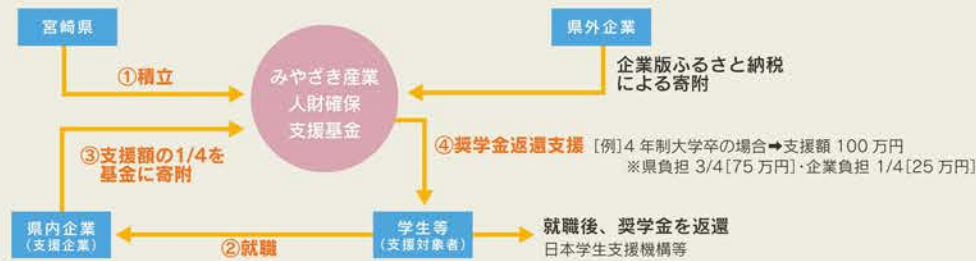 宮崎県
県外企業
①積立
みやざき産業
人財確保
支援基金
企業版ふるさと納税
による寄附
③支援額の1/4を
基金に寄附
④奨学金返還支援 [例]4年制大学卒の場合➡支援額 100万円
※県負担 3/4[75万円]・企業負担 1/4[25万円]
県内企業
(支援企業)
②就職
学生等
(支援対象者)
就職後、奨学金を返還
日本学生支援機構等